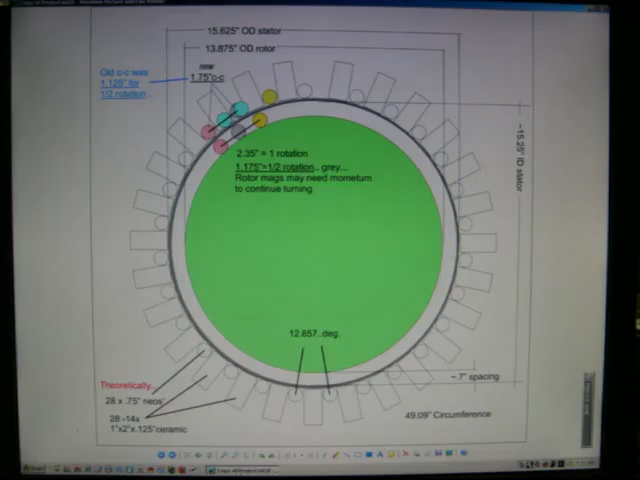 15.625" OD stator
13.875" OD rotor
new
1.75"c-c
Old c-c was
1.125" for
1/2 rotation...
~15.25" ID stator
2.35" = 1 rotation
1.175"=1/2 rotation.. grey....
Rotor mags may need mometum
to continue turning
12.857..deg.
~ .7" spacing
Theoretically...
28 x .75" neos'
28 -14x
1"x2"x.125"ceramic
49.09" Circumference